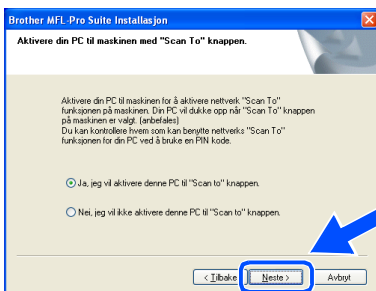 Brother MFL-Pro Suite Installasjon
Aktivere din PC til maskinen med "Scan To" knappen.
Aktivere din PC til maskinen for å aktivere nettverk "Scan To"
funksjonen på maskinen. Din PC vil dukke opp når "Scan To" knappen
på maskinen er valgt. (anbefales)
Du kan kontrollere hvem som kan benytte nettverks "Scan To"
funksjonen for din PC ved å bruke en PIN kode.
Ja, jeg vil aktivere denne PC til "Scan to" knappen.
Nei, jeg vil ikke aktivere denne PC til "Scan to" knappen.
< Tilbake Neste > Avbryt